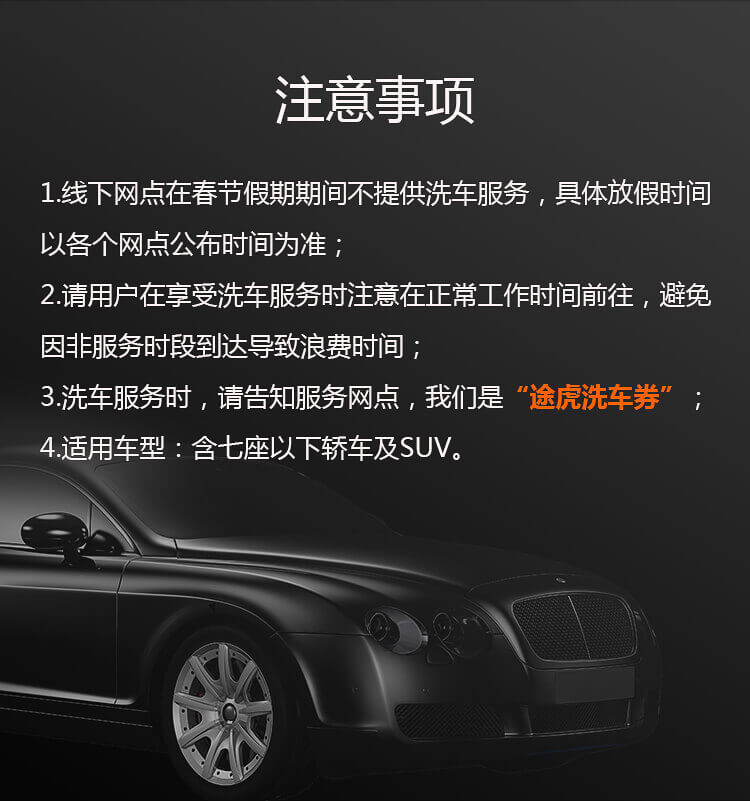 注意事项
1.线下网点在春节假期期间不提供洗车服务，具体放假时间
以各个网点公布时间为准；
2.请用户在享受洗车服务时注意在正常工作时间前往，避免
因非服务时段到达导致浪费时间；
3.洗车服务时，请告知服务网点，我们是“途虎洗车券”；
4.适用车型：含七座以下轿车及SUV。